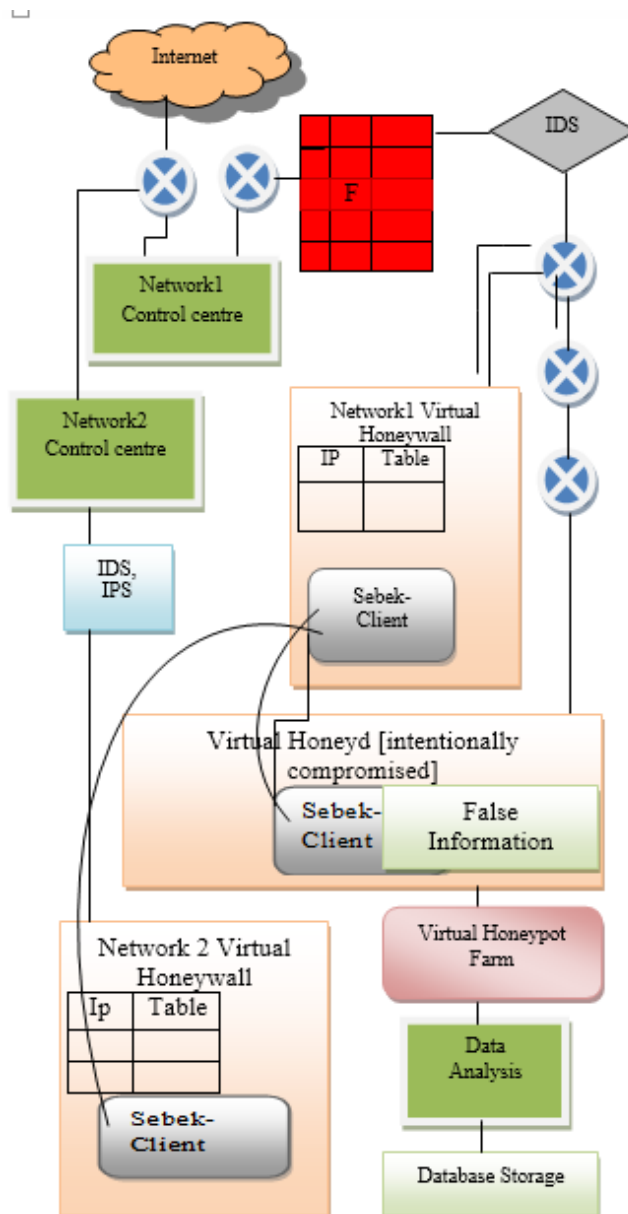 Internet
IDS
F
Network1
Control centre
Network2
Control centre
Network1 Virtual
Honeywall
IP Table
IDS,
IPS
Sebek-
Client
Virtual Honeyd [intentionally
compromised]
Sebek-
Client
False
Information
Network 2 Virtual
Honeywall
Ip Table
Sebek-
Client
Virtual Honeypot
Farm
Data
Analysis
Database Storage